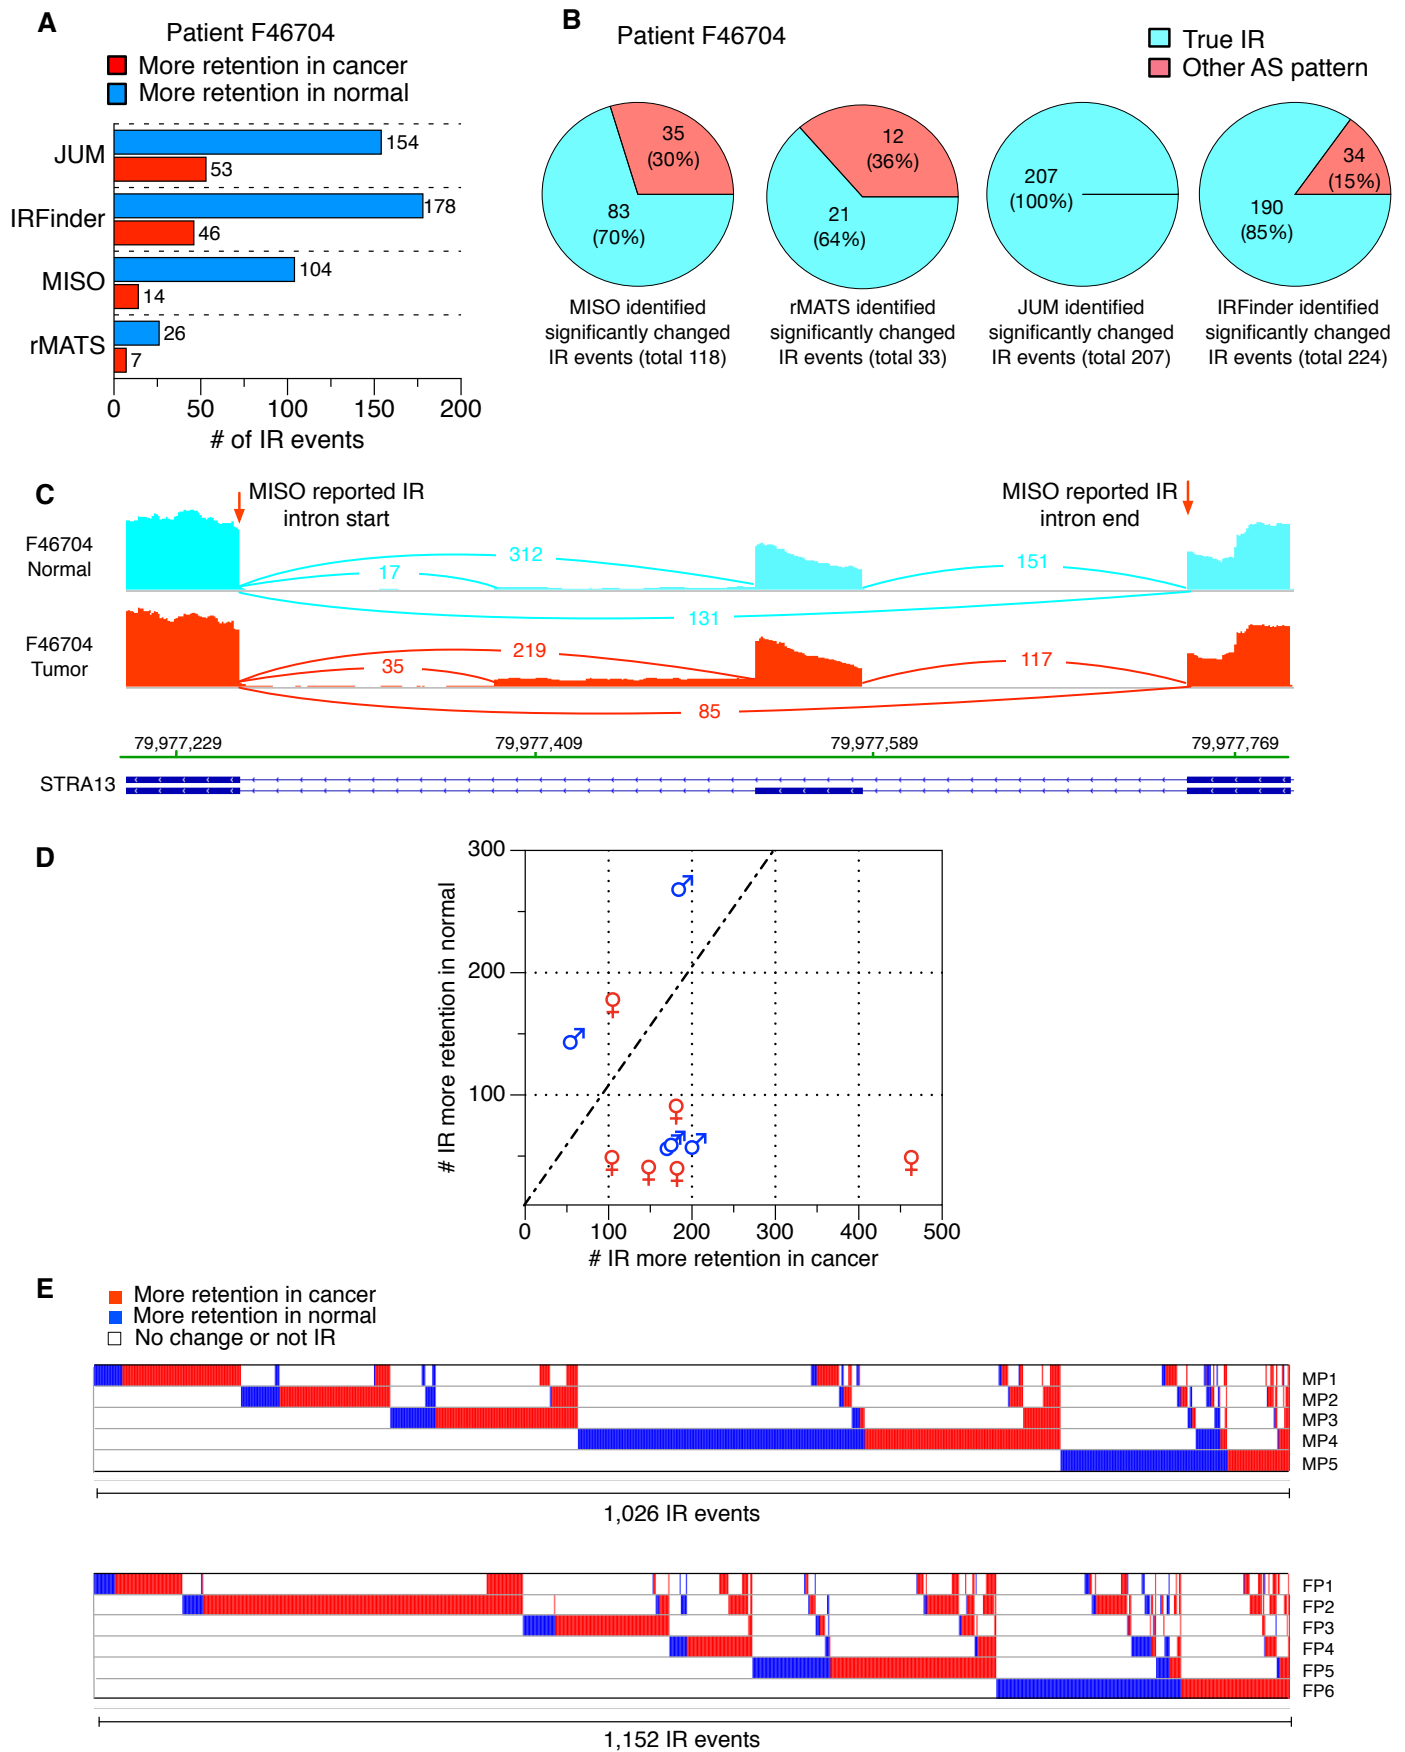 A
Patient F46704
More retention in cancer
More retention in normal
JUM
154
53
IRFinder
178
46
MISO
104
14
rMATS
26
7
0 50 100 150 200
# of IR events
B
Patient F46704
True IR
Other AS pattern
35
(30%)
83
(70%)
MISO identified
significantly changed
IR events (total 118)
12
(36%)
21
(64%)
rMATS identified
significantly changed
IR events (total 33)
207
(100%)
JUM identified
significantly changed
IR events (total 207)
34
(15%)
190
(85%)
IRFinder identified
significantly changed
IR events (total 224)
C
MISO reported IR
intron start
MISO reported IR
intron end
F46704
Normal
312
17
151
131
F46704
Tumor
219
35
117
85
79,977,229 79,977,409 79,977,589 79,977,769
STRA13
D
# IR more retention in normal
300
200
100
0 100 200 300 400 500
# IR more retention in cancer
E
More retention in cancer
More retention in normal
No change or not IR
MP1
MP2
MP3
MP4
MP5
1,026 IR events
FP1
FP2
FP3
FP4
FP5
FP6
1,152 IR events